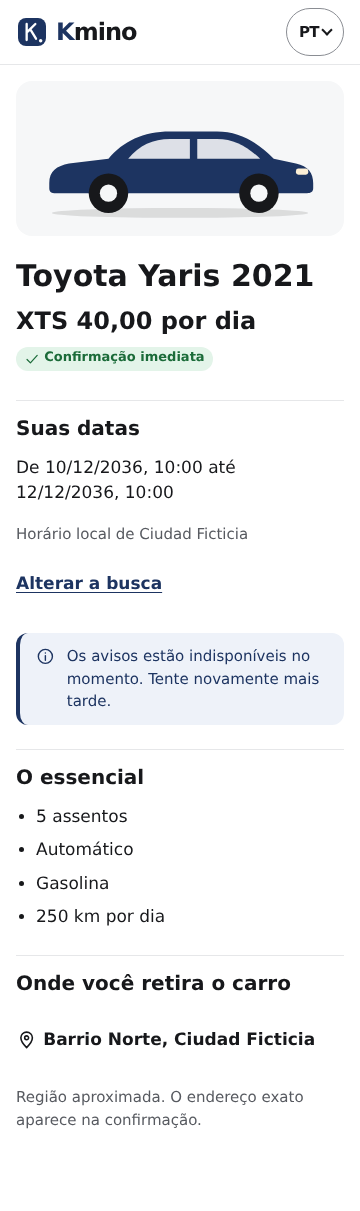 K. Kmino
PT
Toyota Yaris 2021
XTS 40,00 por dia
Confirmação imediata
Suas datas
De 10/12/2036, 10:00 até
12/12/2036, 10:00
Horário local de Ciudad Ficticia
Alterar a busca
Os avisos estão indisponíveis no
momento. Tente novamente mais
tarde.
O essencial
• 5 assentos
• Automático
• Gasolina
• 250 km por dia
Onde você retira o carro
Barrio Norte, Ciudad Ficticia
Região aproximada. O endereço exato
aparece na confirmação.